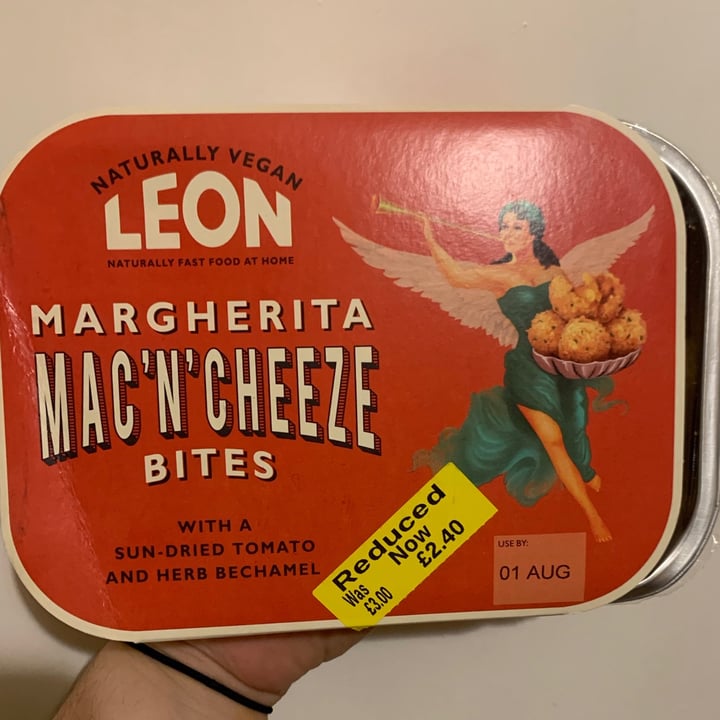 NATURALLY VEGAN
LEON
NATURALLY FAST FOOD AT HOME
MARGHERITA
MAC'N'CHEEZE
BITES
WITH A
SUN-DRIED TOMATO
AND HERB BECHAMEL
Reduced
Now
Was £2.40
£3.00
USE BY:
01 AUG